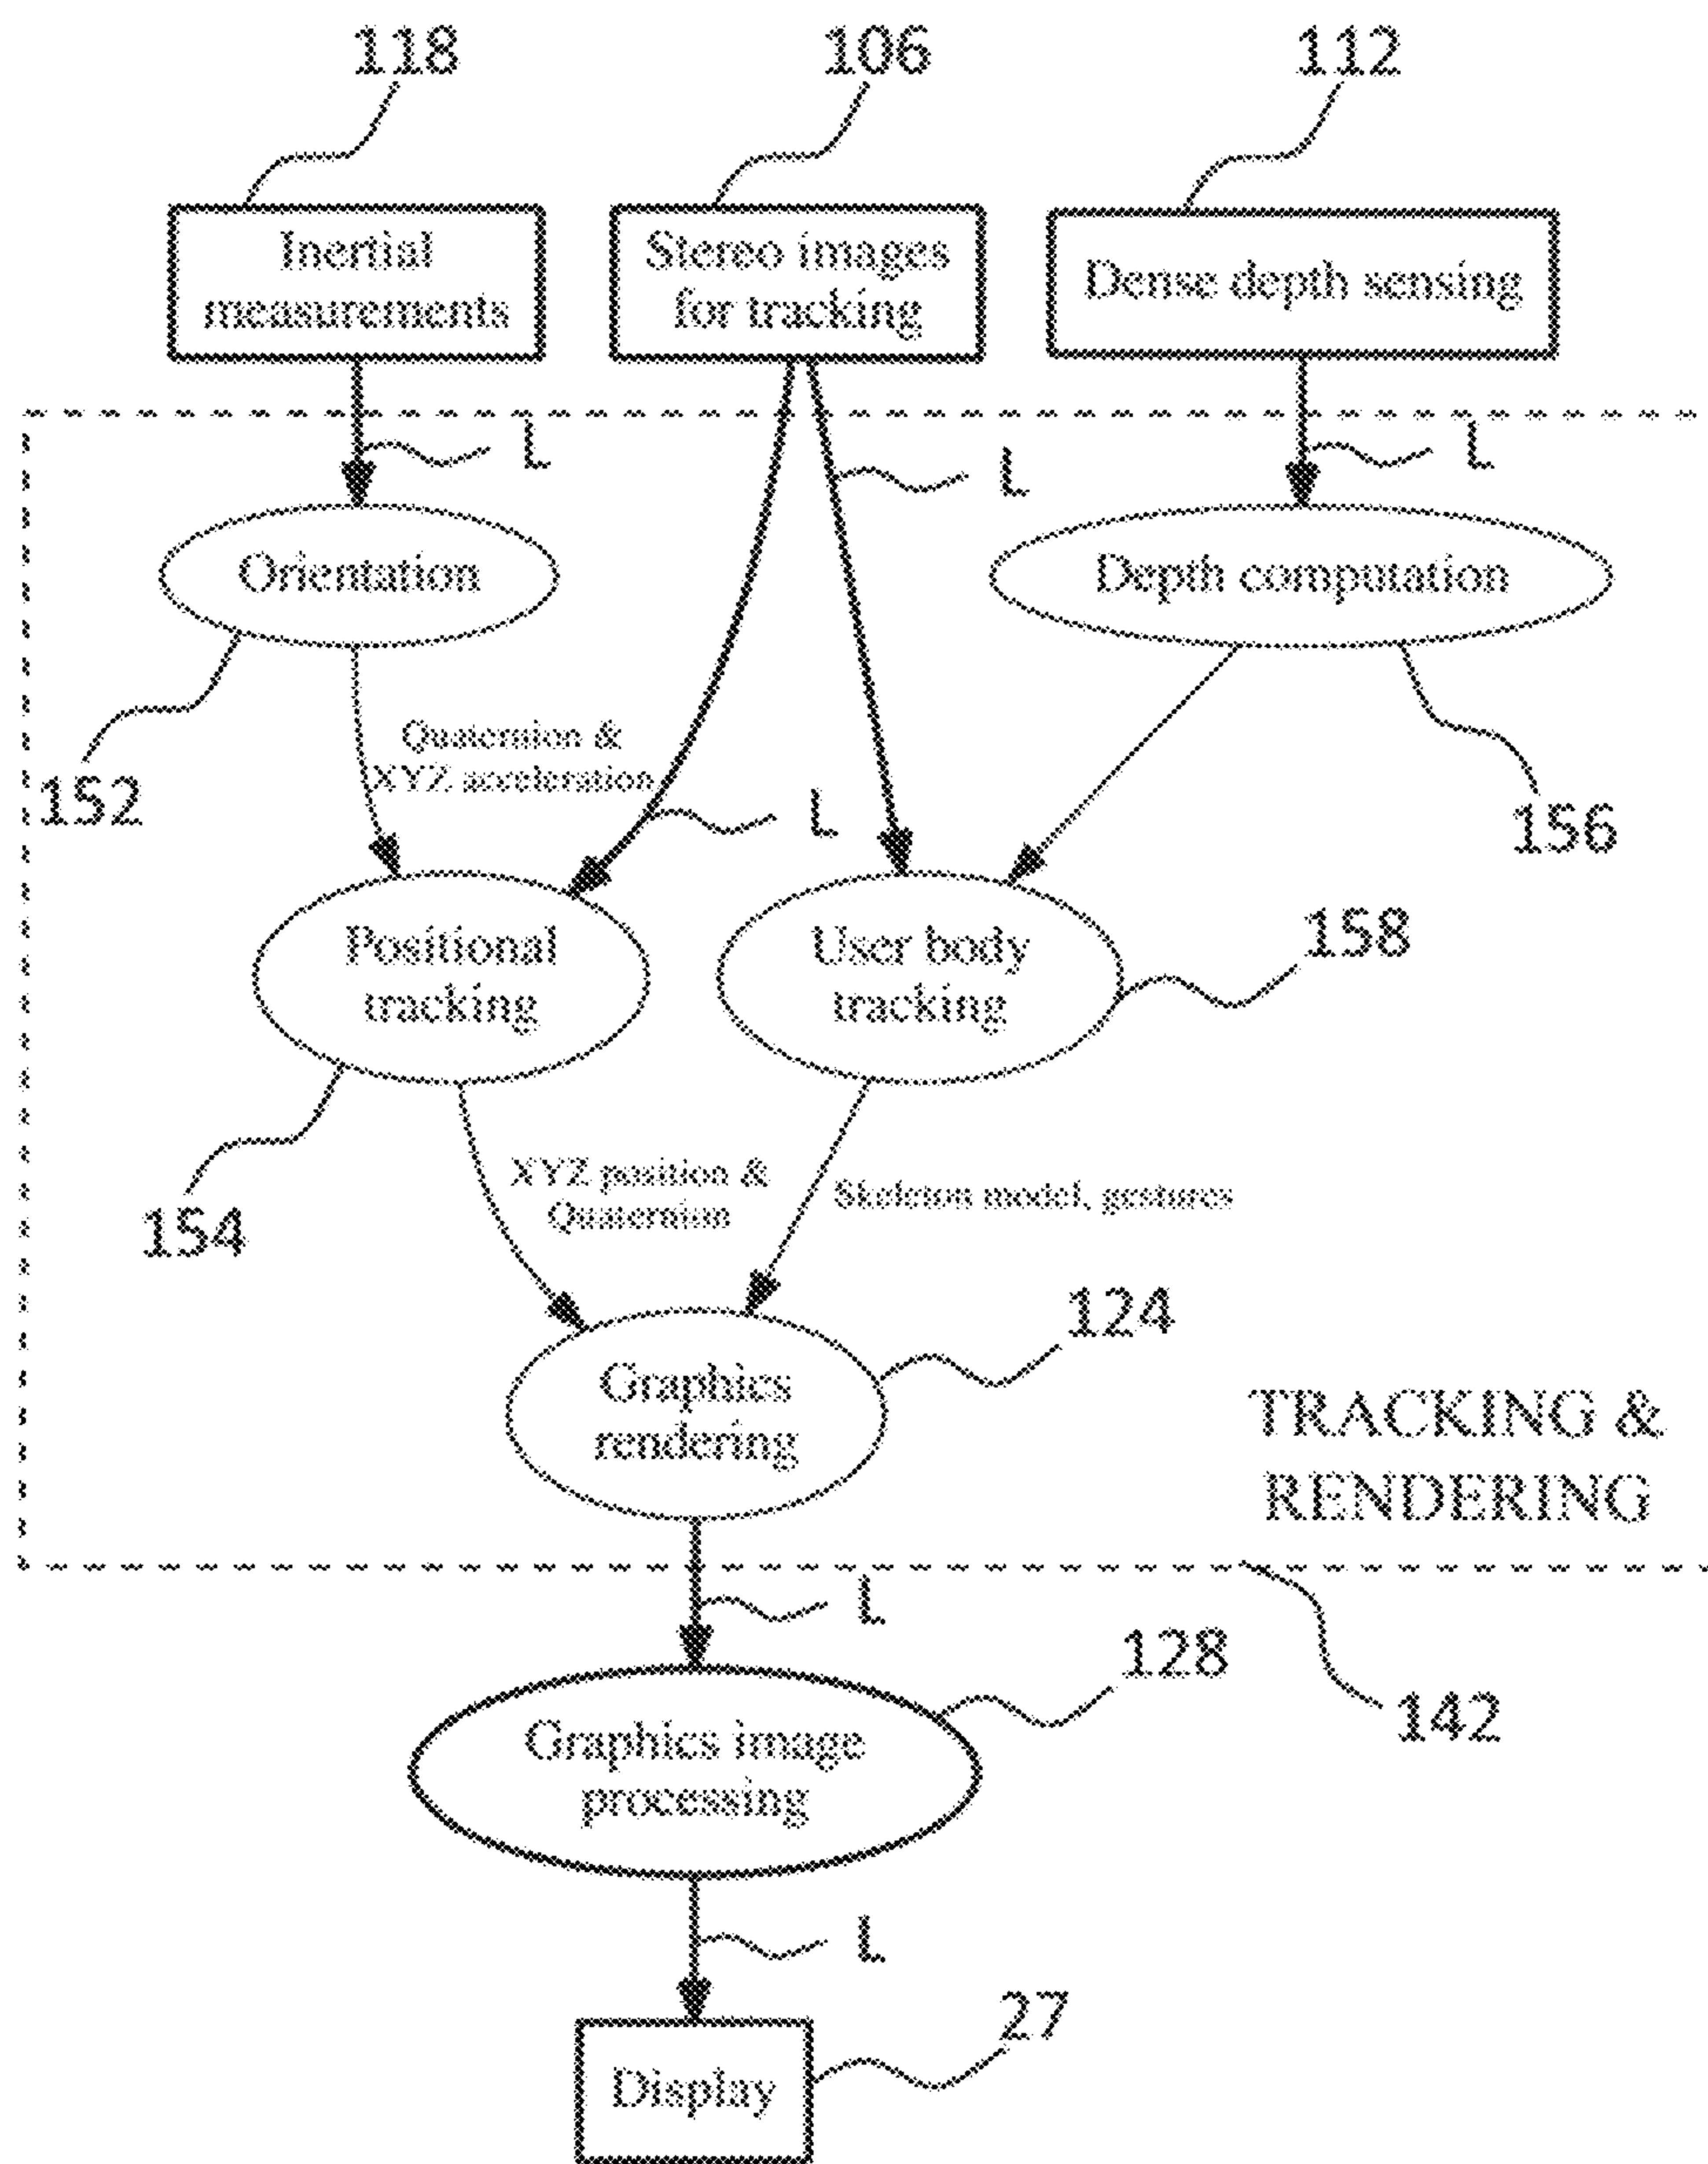 118
106
112
Inertial
measurements
Stereo images
for tracking
Dense depth sensing
L
L
L
Orientation
Depth computation
Quaternion &
XYZ acceleration
152
L
156
Positional
tracking
User body
tracking
158
XYZ position &
Quaternion
Skeleton model, gestures
154
124
Graphics
rendering
TRACKING &
RENDERING
L
128
142
Graphics image
processing
L
27
Display